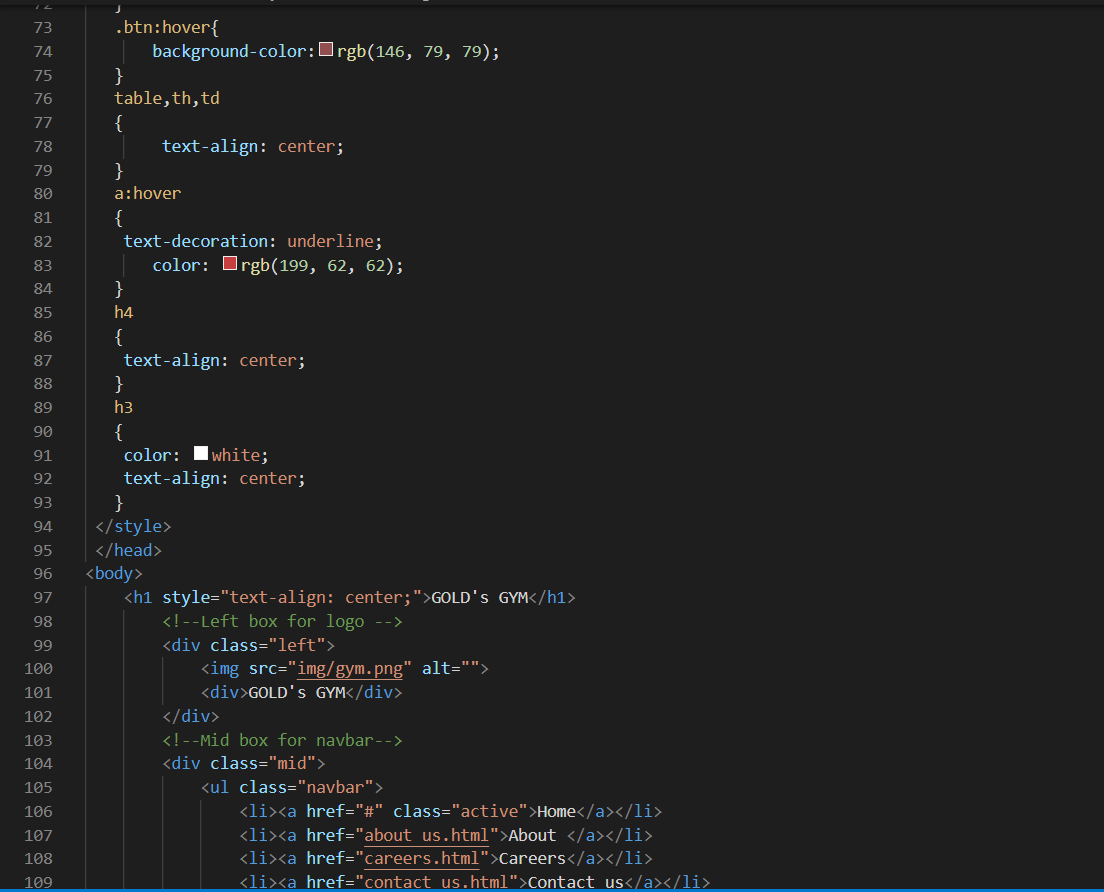 72 }
73 .btn:hover{
74 background-color: rgb(146, 79, 79);
75 }
76 table,th,td
77 {
78 text-align: center;
79 }
80 a:hover
81 {
82 text-decoration: underline;
83 color: rgb(199, 62, 62);
84 }
85 h4
86 {
87 text-align: center;
88 }
89 h3
90 {
91 color: white;
92 text-align: center;
93 }
94 </style>
95 </head>
96 <body>
97 <h1 style="text-align: center;">GOLD's GYM</h1>
98 <!--Left box for logo -->
99 <div class="left">
100 <img src="img/gym.png" alt="">
101 <div>GOLD's GYM</div>
102 </div>
103 <!--Mid box for navbar-->
104 <div class="mid">
105 <ul class="navbar">
106 <li><a href="#" class="active">Home</a></li>
107 <li><a href="about us.html">About </a></li>
108 <li><a href="careers.html">Careers</a></li>
109 <li><a href="contact us.html">Contact us</a></li>